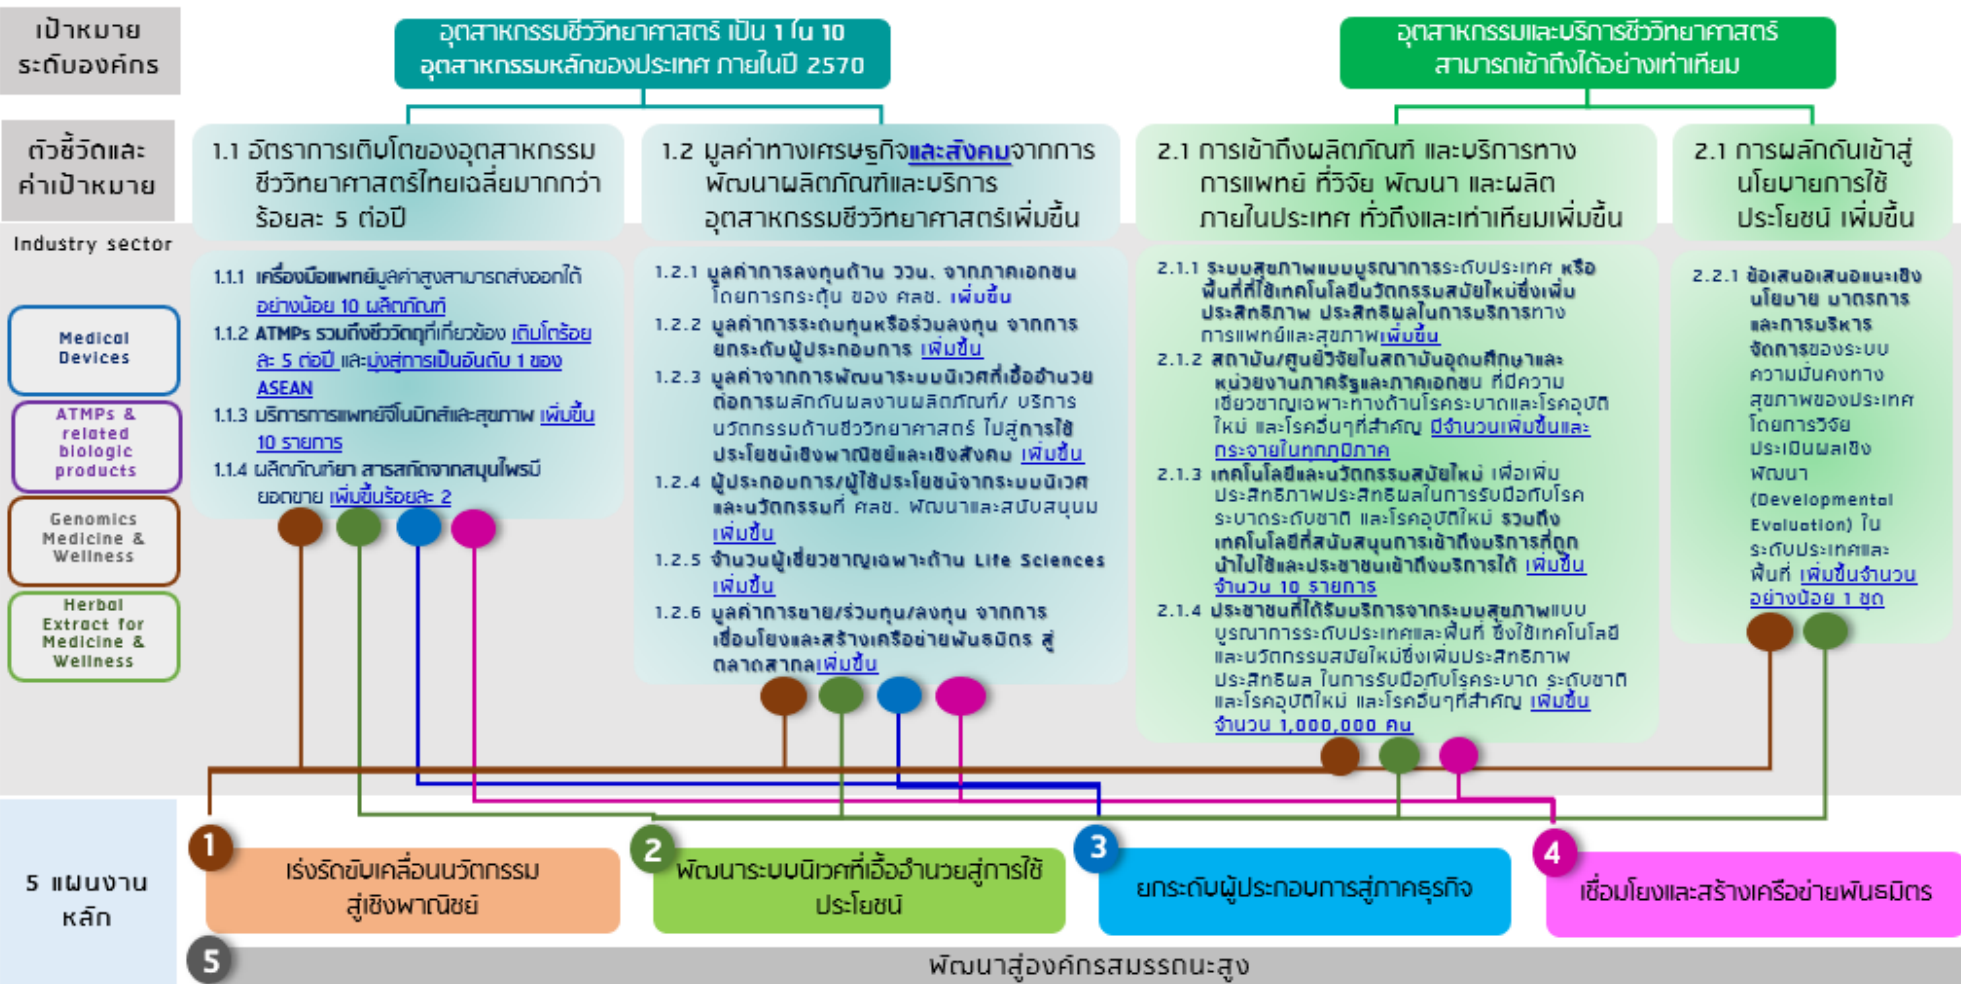 เป้าหมาย
ระดับองค์กร
อุตสาหกรรมชีววิทยาศาสตร์ เป็น 1 ใน 10
อุตสาหกรรมหลักของประเทศ ภายในปี 2570
อุตสาหกรรมและบริการชีววิทยาศาสตร์
สามารถเข้าถึงได้อย่างเท่าเทียม
ตัวชี้วัดและ
ค่าเป้าหมาย
1.1 อัตราการเติบโตของอุตสาหกรรม
ชีววิทยาศาสตร์ไทยเฉลี่ยมากกว่า
ร้อยละ 5 ต่อปี
1.2 มูลค่าทางเศรษฐกิจและสังคมจากการ
พัฒนาผลิตภัณฑ์และบริการ
อุตสาหกรรมชีววิทยาศาสตร์เพิ่มขึ้น
2.1 การเข้าถึงผลิตภัณฑ์ และบริการทาง
การแพทย์ ที่วิจัย พัฒนา และผลิต
ภายในประเทศ ทั่วถึงและเท่าเทียมเพิ่มขึ้น
2.1 การผลักดันเข้าสู่
นโยบายการใช้
ประโยชน์ เพิ่มขึ้น
Industry sector
Medical
Devices
ATMPs &
related
biologic
products
Genomics
Medicine &
Wellness
Herbal
Extract for
Medicine &
Wellness
1.1.1 เครื่องมือแพทย์มูลค่าสูงสามารถส่งออกได้
อย่างน้อย 10 ผลิตภัณฑ์
1.1.2 ATMPs รวมถึงชีววัตถุที่เกี่ยวข้อง เติบโตร้อย
ละ 5 ต่อปี และมุ่งสู่การเป็นอันดับ 1 ของ
ASEAN
1.1.3 บริการการแพทย์จีโนมิกส์และสุขภาพ เพิ่มขึ้น
10 รายการ
1.1.4 ผลิตภัณฑ์ยา สารสกัดจากสมุนไพรมี
ยอดขาย เพิ่มขึ้นร้อยละ 2
1.2.1 มูลค่าการลงทุนด้าน ววน. จากภาคเอกชน
โดยการกระตุ้น ของ ศลช. เพิ่มขึ้น
1.2.2 มูลค่าการระดมทุนหรือร่วมลงทุน จากการ
ยกระดับผู้ประกอบการ เพิ่มขึ้น
1.2.3 มูลค่าจากการพัฒนาระบบนิเวศที่เอื้ออำนวย
ต่อการผลักดันผลงานผลิตภัณฑ์/ บริการ
นวัตกรรมด้านชีววิทยาศาสตร์ ไปสู่การใช้
ประโยชน์เชิงพาณิชย์และเชิงสังคม เพิ่มขึ้น
1.2.4 ผู้ประกอบการ/ผู้ใช้ประโยชน์จากระบบนิเวศ
และนวัตกรรมที่ ศลช. พัฒนาและสนับสนุนน
เพิ่มขึ้น
1.2.5 จำนวนผู้เชี่ยวชาญเฉพาะด้าน Life Sciences
เพิ่มขึ้น
1.2.6 มูลค่าการขาย/ร่วมทุน/ลงทุน จากการ
เชื่อมโยงและสร้างเครือข่ายพันธมิตร สู่
ตลาดสากลเพิ่มขึ้น
2.1.1 ระบบสุขภาพแบบบูรณาการระดับประเทศ หรือ
พื้นที่ที่ใช้เทคโนโลยีนวัตกรรมสมัยใหม่ซึ่งเพิ่ม
ประสิทธิภาพ ประสิทธิผลในการบริการทาง
การแพทย์และสุขภาพเพิ่มขึ้น
2.1.2 สถาบัน/ศูนย์วิจัยในสถาบันอุดมศึกษาและ
หน่วยงานภาครัฐและภาคเอกชน ที่มีความ
เชี่ยวชาญเฉพาะทางด้านโรคระบาดและโรคอุบัติ
ใหม่ และโรคอื่นๆที่สำคัญ มีจำนวนเพิ่มขึ้นและ
กระจายในทุกภูมิภาค
2.1.3 เทคโนโลยีและนวัตกรรมสมัยใหม่ เพื่อเพิ่ม
ประสิทธิภาพประสิทธิผลในการรับมือกับโรค
ระบาดระดับชาติ และโรคอุบัติใหม่ รวมถึง
เทคโนโลยีที่สนับสนุนการเข้าถึงบริการที่ถูก
นำไปใช้และประชาชนเข้าถึงบริการได้ เพิ่มขึ้น
จำนวน 10 รายการ
2.1.4 ประชาชนที่ได้รับบริการจากระบบสุขภาพแบบ
บูรณาการระดับประเทศและพื้นที่ ซึ่งใช้เทคโนโลยี
และนวัตกรรมสมัยใหม่ซึ่งเพิ่มประสิทธิภาพ
ประสิทธิผล ในการรับมือกับโรคระบาด ระดับชาติ
และโรคอุบัติใหม่ และโรคอื่นๆที่สำคัญ เพิ่มขึ้น
จำนวน 1,000,000 คน
2.2.1 ข้อเสนอเสนอแนะเชิง
นโยบาย มาตรการ
และการบริหาร
จัดการของระบบ
ความมั่นคงทาง
สุขภาพของประเทศ
โดยการวิจัย
ประเมินผลเชิง
พัฒนา
(Developmental
Evaluation) ใน
ระดับประเทศและ
พื้นที่ เพิ่มขึ้นจำนวน
อย่างน้อย 1 ชุด
5 แผนงาน
หลัก
1
เร่งรัดขับเคลื่อนนวัตกรรม
สู่เชิงพาณิชย์
2
พัฒนาระบบนิเวศที่เอื้ออำนวยสู่การใช้
ประโยชน์
3
ยกระดับผู้ประกอบการสู่ภาคธุรกิจ
4
เชื่อมโยงและสร้างเครือข่ายพันธมิตร
5
พัฒนาสู่องค์กรสมรรถนะสูง